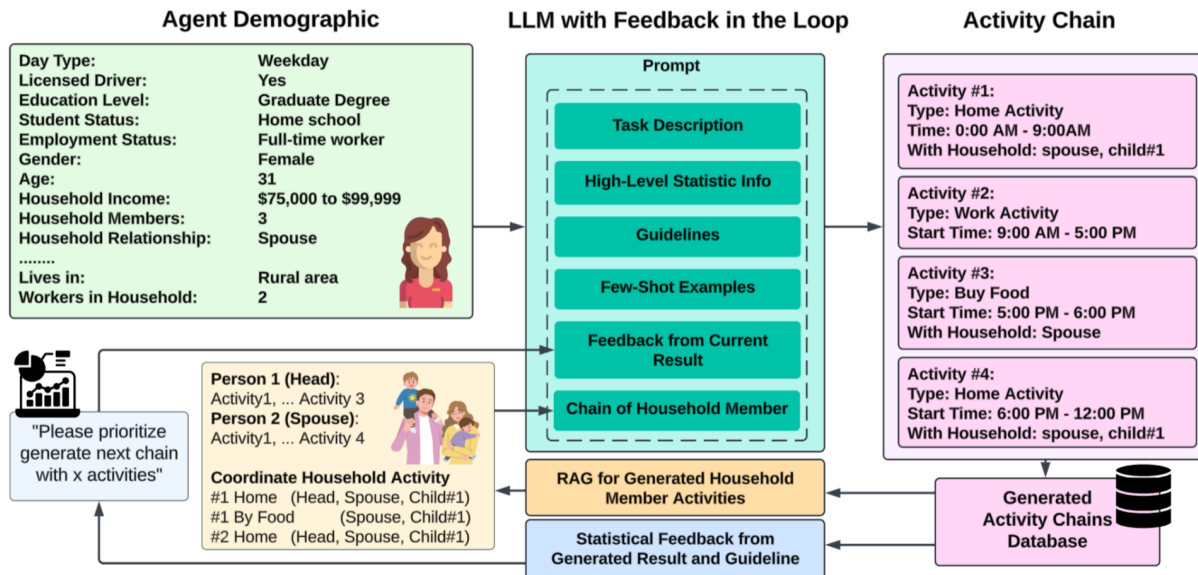 Agent Demographic
LLM with Feedback in the Loop
Activity Chain
Day Type: Weekday
Licensed Driver: Yes
Education Level: Graduate Degree
Student Status: Home school
Employment Status: Full-time worker
Gender: Female
Age: 31
Household Income: $75,000 to $99,999
Household Members: 3
Household Relationship: Spouse
........
Lives in: Rural area
Workers in Household: 2
Prompt
Task Description
High-Level Statistic Info
Guidelines
Few-Shot Examples
Feedback from Current
Result
Chain of Household Member
Activity #1:
Type: Home Activity
Time: 0:00 AM - 9:00AM
With Household: spouse, child#1
Activity #2:
Type: Work Activity
Start Time: 9:00 AM - 5:00 PM
Activity #3:
Type: Buy Food
Start Time: 5:00 PM - 6:00 PM
With Household: Spouse
Activity #4:
Type: Home Activity
Start Time: 6:00 PM - 12:00 PM
With Household: spouse, child#1
"Please prioritize
generate next chain
with x activities"
Person 1 (Head):
Activity1, ... Activity 3
Person 2 (Spouse):
Activity1, ... Activity 4
Coordinate Household Activity
#1 Home (Head, Spouse, Child#1)
#1 By Food (Spouse, Child#1)
#2 Home (Head, Spouse, Child#1)
RAG for Generated Household
Member Activities
Statistical Feedback from
Generated Result and Guideline
Generated
Activity Chains
Database